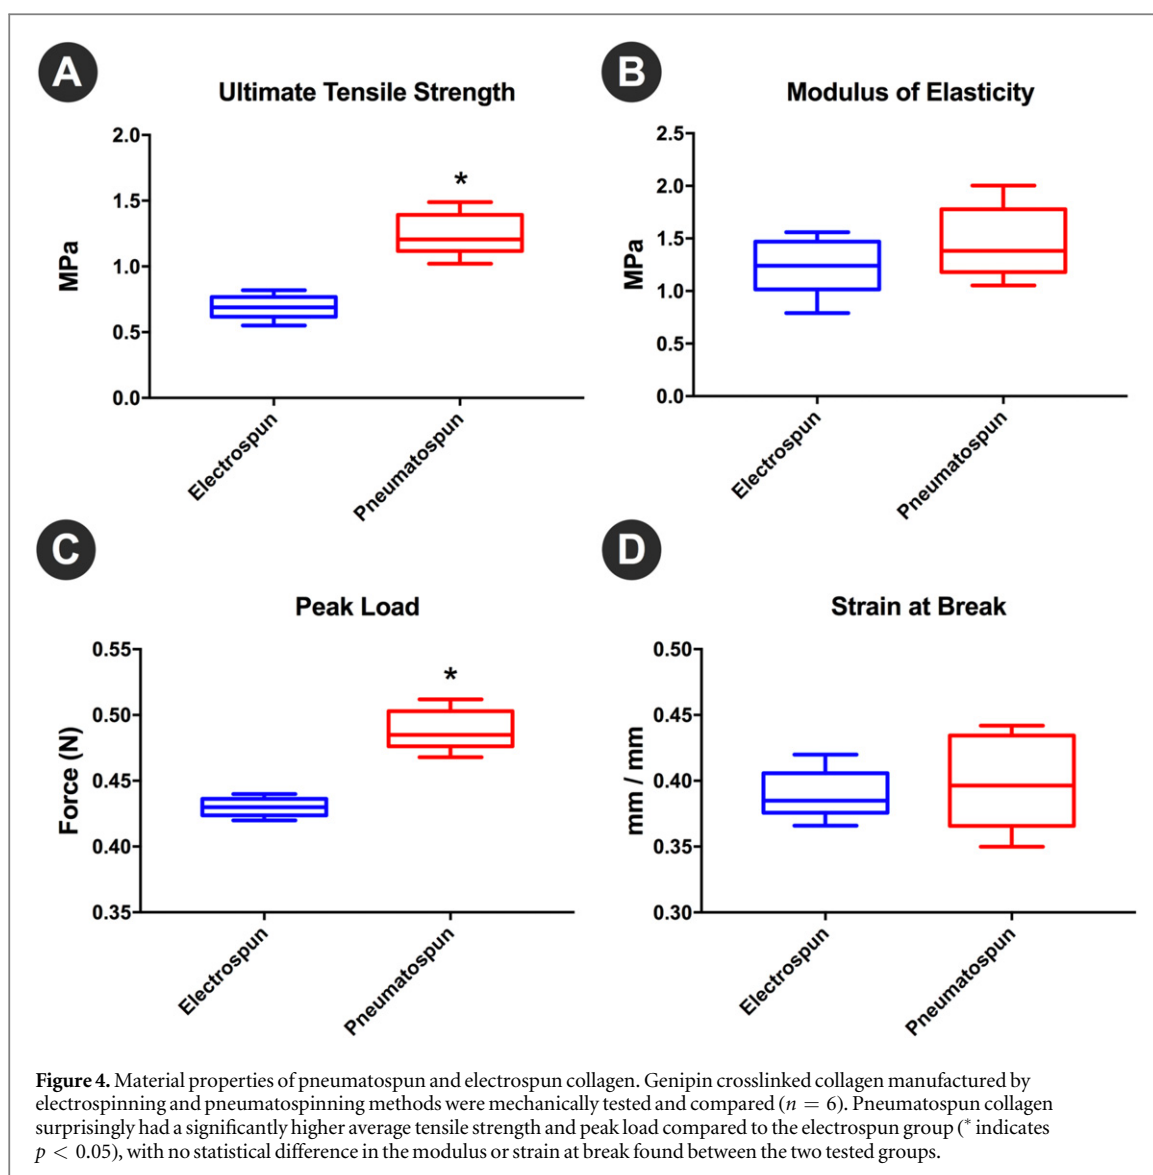 A
Ultimate Tensile Strength
2.0
1.5
1.0
0.5
0.0
MPa
*
Electrospun
Pneumatospun
B
Modulus of Elasticity
2.5
2.0
1.5
1.0
0.5
0.0
MPa
Electrospun
Pneumatospun
C
Peak Load
0.55
0.50
0.45
0.40
0.35
Force (N)
*
Electrospun
Pneumatospun
D
Strain at Break
0.50
0.45
0.40
0.35
0.30
mm / mm
Electrospun
Pneumatospun
Figure 4. Material properties of pneumatospun and electrospun collagen. Genipin crosslinked collagen manufactured by
electrospinning and pneumatospinning methods were mechanically tested and compared (n = 6). Pneumatospun collagen
surprisingly had a significantly higher average tensile strength and peak load compared to the electrospun group (* indicates
p < 0.05), with no statistical difference in the modulus or strain at break found between the two tested groups.